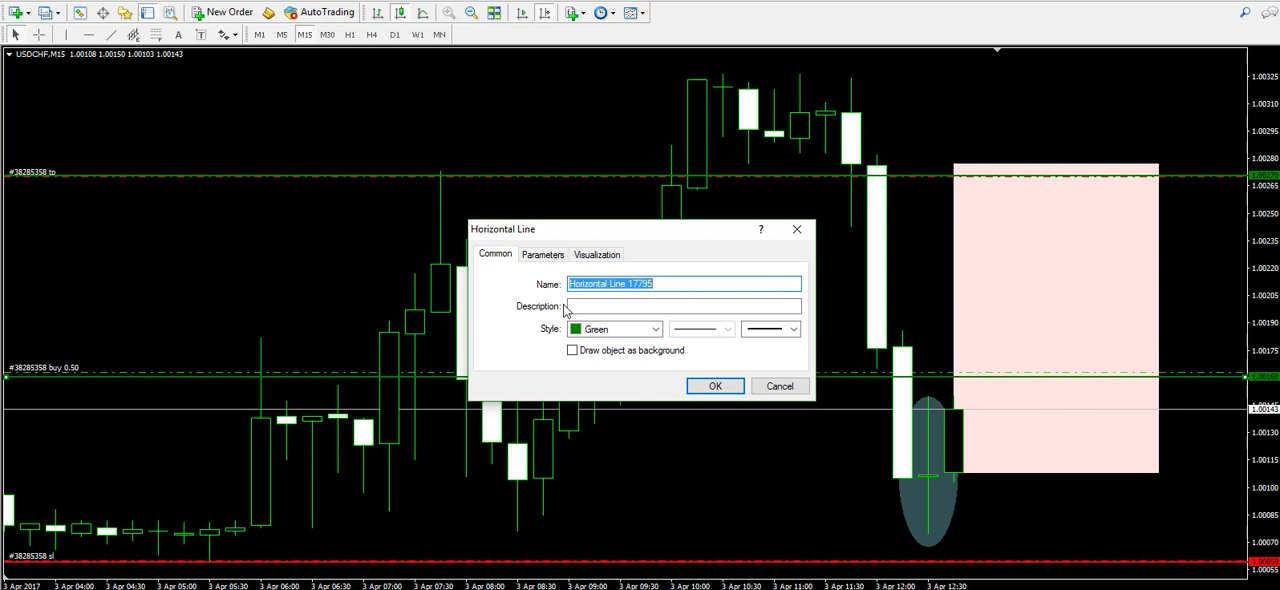 New Order
AutoTrading
A
T
M1 M5 M15 M30 H1 H4 D1 W1 MN
USDCHF,M15 1.00108 1.00150 1.00103 1.00143
1.00325
1.00310
1.00295
1.00280
#38285358 tp
1.00265
1.00250
Horizontal Line
?
1.00235
Common
Parameters
Visualization
1.00220
Name:
Horizontal Line 17795
1.00205
Description:
1.00190
Style:
Green
Draw object as background
1.00175
#38285358 buy 0.50
OK
Cancel
1.00143
1.00130
1.00115
1.00100
1.00085
1.00070
#38285358 sl
1.00055
3 Apr 2017 3 Apr 04:00 3 Apr 04:30 3 Apr 05:00 3 Apr 05:30 3 Apr 06:00 3 Apr 06:30 3 Apr 07:00 3 Apr 07:30 3 Apr 08:00 3 Apr 08:30 3 Apr 09:00 3 Apr 09:30 3 Apr 10:00 3 Apr 10:30 3 Apr 11:00 3 Apr 11:30 3 Apr 12:00 3 Apr 12:30